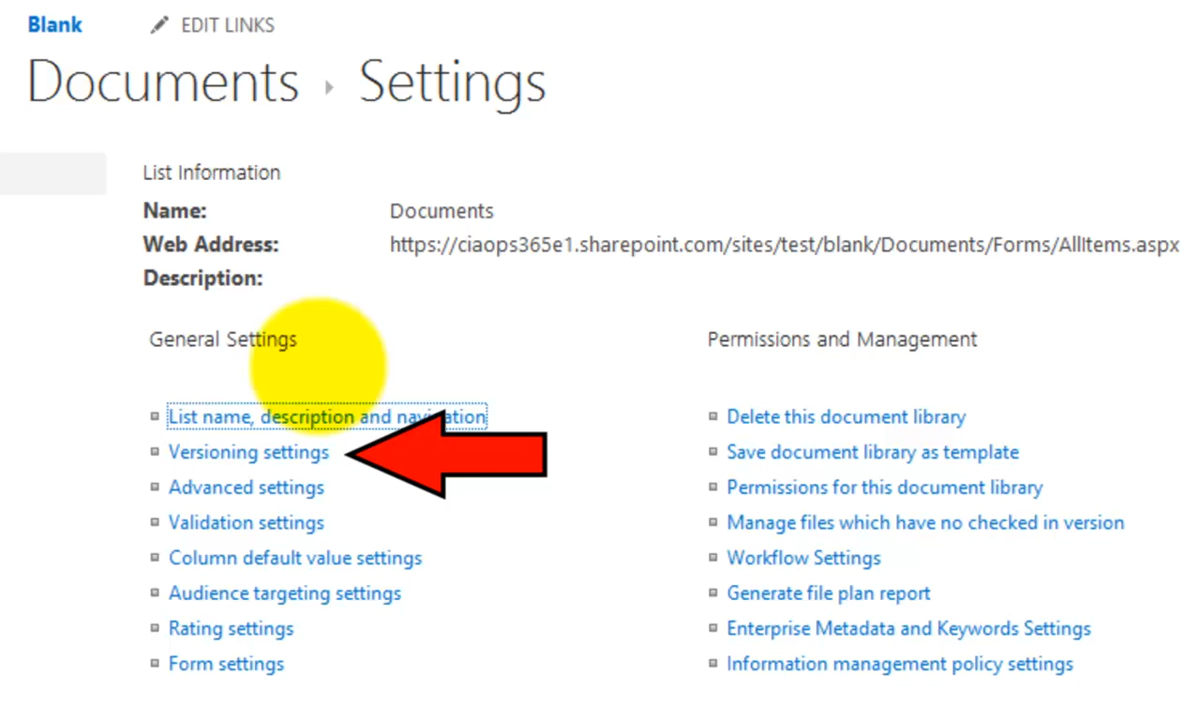 Blank EDIT LINKS
Documents Settings
List Information
Name: Documents
Web Address: https://ciaops365e1.sharepoint.com/sites/test/blank/Documents/Forms/AllItems.aspx
Description:
General Settings
List name, description and navigation
Versioning settings
Advanced settings
Validation settings
Column default value settings
Audience targeting settings
Rating settings
Form settings
Permissions and Management
Delete this document library
Save document library as template
Permissions for this document library
Manage files which have no checked in version
Workflow Settings
Generate file plan report
Enterprise Metadata and Keywords Settings
Information management policy settings